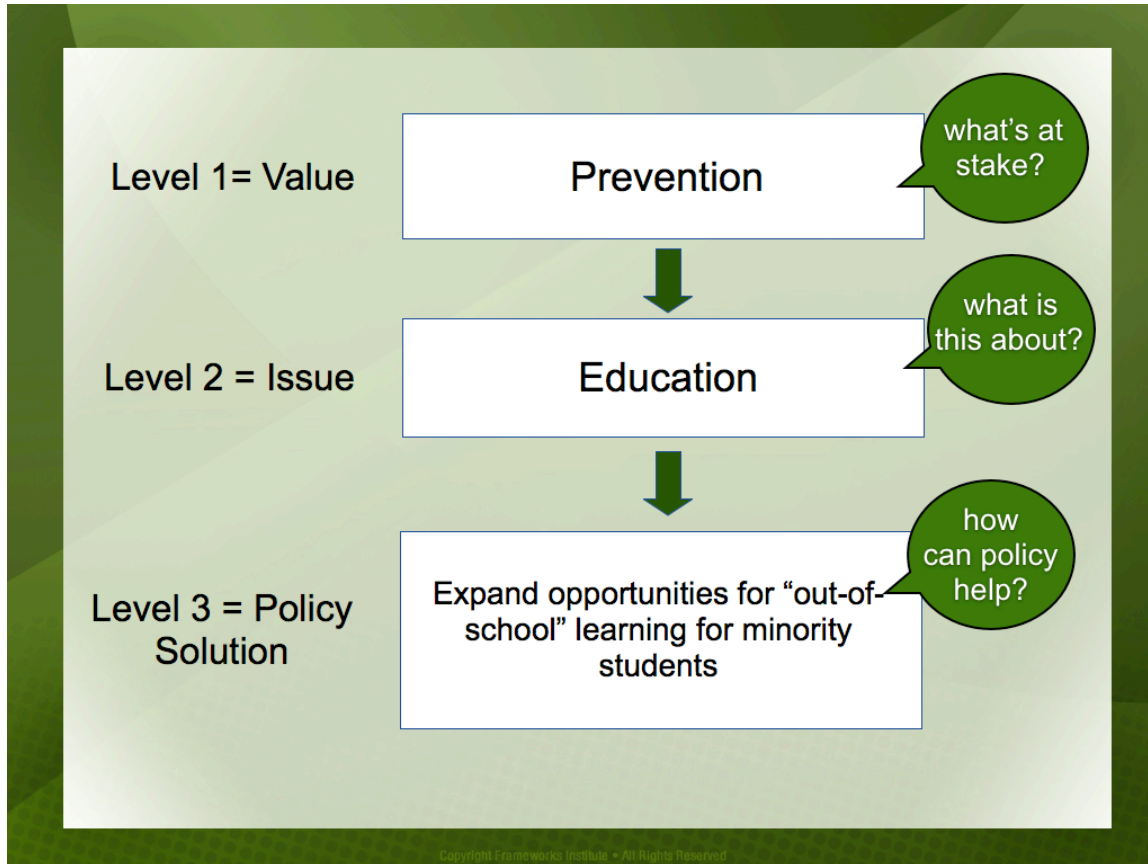 Level 1= Value
Prevention
what's at
stake?
Level 2 = Issue
Education
what is
this about?
Level 3 = Policy
Solution
Expand opportunities for “out-of-
school” learning for minority
students
how
can policy
help?
Copyright Frameworks Institute • All Rights Reserved